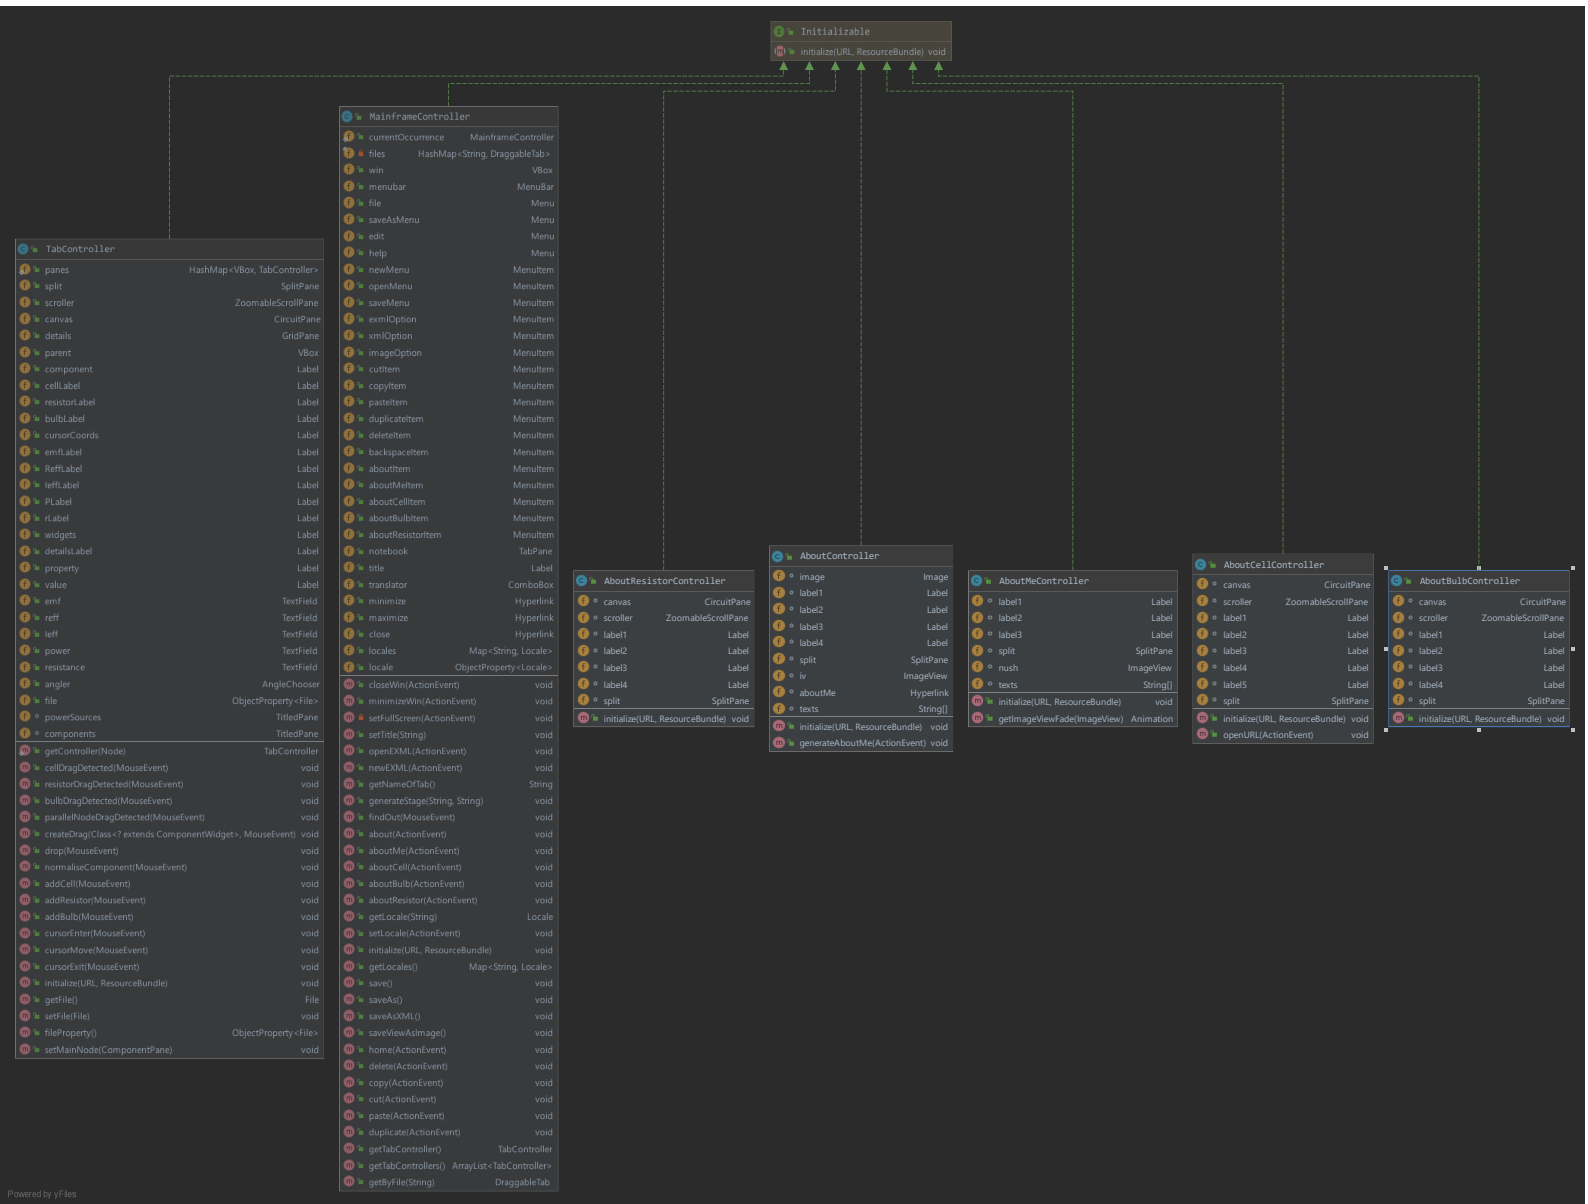 Initializable
initialize(URL, ResourceBundle) void
MainframeController
currentOccurrence MainframeController
files HashMap<String, DraggableTab>
win VBox
menubar MenuBar
file Menu
saveAsMenu Menu
edit Menu
help Menu
newMenu MenuItem
openMenu MenuItem
saveMenu MenuItem
exmlOption MenuItem
xmlOption MenuItem
imageOption MenuItem
cutItem MenuItem
copyItem MenuItem
pasteItem MenuItem
duplicateItem MenuItem
deleteItem MenuItem
backspaceItem MenuItem
aboutItem MenuItem
aboutMeItem MenuItem
aboutCellItem MenuItem
aboutBulbItem MenuItem
aboutResistorItem MenuItem
notebook TabPane
title Label
translator ComboBox
minimize Hyperlink
maximize Hyperlink
close Hyperlink
locales Map<String, Locale>
locale ObjectProperty<Locale>
closeWin(ActionEvent) void
minimizeWin(ActionEvent) void
setFullScreen(ActionEvent) void
setTitle(String) void
openEXML(ActionEvent) void
newEXML(ActionEvent) void
getNameOfTab() String
generateStage(String, String) void
findOut(MouseEvent) void
about(ActionEvent) void
aboutMe(ActionEvent) void
aboutCell(ActionEvent) void
aboutBulb(ActionEvent) void
aboutResistor(ActionEvent) void
getLocale(String) Locale
setLocale(ActionEvent) void
initialize(URL, ResourceBundle) void
getLocales() Map<String, Locale>
save() void
saveAs() void
saveAsXML() void
saveViewAsImage() void
home(ActionEvent) void
delete(ActionEvent) void
copy(ActionEvent) void
cut(ActionEvent) void
paste(ActionEvent) void
duplicate(ActionEvent) void
getTabController() TabController
getTabControllers() ArrayList<TabController>
getByFile(String) DraggableTab
TabController
panes HashMap<VBox, TabController>
split SplitPane
scroller ZoomableScrollPane
canvas CircuitPane
details GridPane
parent VBox
component Label
cellLabel Label
resistorLabel Label
bulbLabel Label
cursorCoords Label
emfLabel Label
ReffLabel Label
IeffLabel Label
PLabel Label
rLabel Label
widgets Label
detailsLabel Label
property Label
value Label
emf TextField
reff TextField
Ieff TextField
power TextField
resistance TextField
angler AngleChooser
file ObjectProperty<File>
powerSources TitledPane
components TitledPane
getController(Node) TabController
cellDragDetected(MouseEvent) void
resistorDragDetected(MouseEvent) void
bulbDragDetected(MouseEvent) void
parallelNodeDragDetected(MouseEvent) void
createDrag(Class<? extends ComponentWidget>, MouseEvent) void
drop(MouseEvent) void
normaliseComponent(MouseEvent) void
addCell(MouseEvent) void
addResistor(MouseEvent) void
addBulb(MouseEvent) void
cursorEnter(MouseEvent) void
cursorMove(MouseEvent) void
cursorExit(MouseEvent) void
initialize(URL, ResourceBundle) void
getFile() File
setFile(File) void
fileProperty() ObjectProperty<File>
setMainNode(ComponentPane) void
AboutResistorController
canvas CircuitPane
scroller ZoomableScrollPane
label1 Label
label2 Label
label3 Label
label4 Label
split SplitPane
initialize(URL, ResourceBundle) void
AboutController
image Image
label1 Label
label2 Label
label3 Label
label4 Label
split SplitPane
iv ImageView
aboutMe Hyperlink
texts String[]
initialize(URL, ResourceBundle) void
generateAboutMe(ActionEvent) void
AboutMeController
label1 Label
label2 Label
label3 Label
split SplitPane
nush ImageView
texts String[]
initialize(URL, ResourceBundle) void
getImageViewFade(ImageView) Animation
AboutCellController
canvas CircuitPane
scroller ZoomableScrollPane
label1 Label
label2 Label
label3 Label
label4 Label
label5 Label
split SplitPane
initialize(URL, ResourceBundle) void
openURL(ActionEvent) void
AboutBulbController
canvas CircuitPane
scroller ZoomableScrollPane
label1 Label
label2 Label
label3 Label
label4 Label
split SplitPane
initialize(URL, ResourceBundle) void
Powered by yFiles